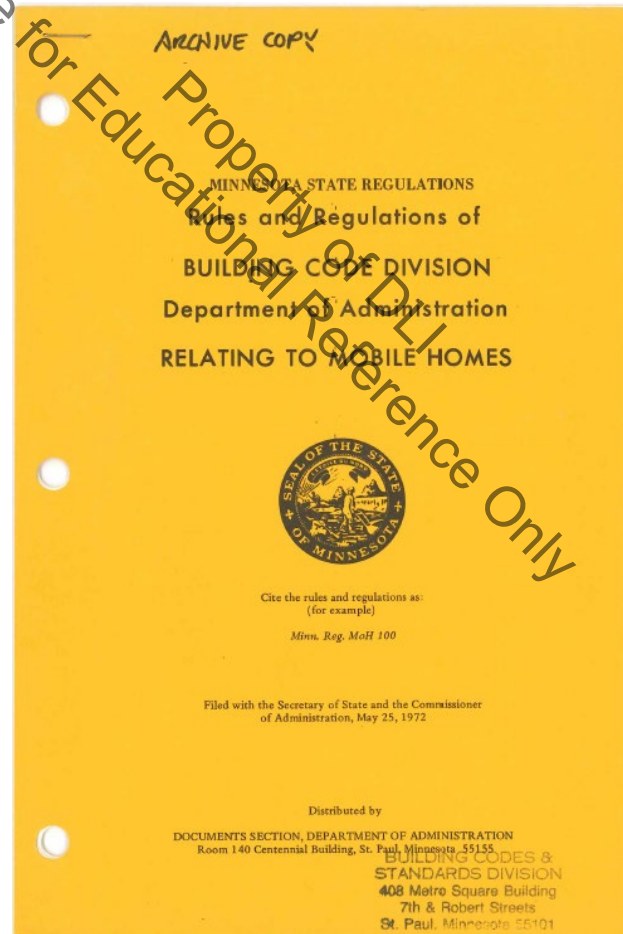 ARCHIVE COPY
MINNESOTA STATE REGULATIONS
Rules and Regulations of
BUILDING CODE DIVISION
Department of Administration
RELATING TO MOBILE HOMES
SEAL OF THE STATE
OF MINNESOTA
Cite the rules and regulations as:
(for example)
Minn. Reg. MoH 100
Filed with the Secretary of State and the Commissioner
of Administration, May 25, 1972
Distributed by
DOCUMENTS SECTION, DEPARTMENT OF ADMINISTRATION
Room 140 Centennial Building, St. Paul, Minnesota 55155
BUILDING CODES &
STANDARDS DIVISION
408 Metro Square Building
7th & Robert Streets
St. Paul, Minnesota 55101
Property of DLI
for Educational Reference Only